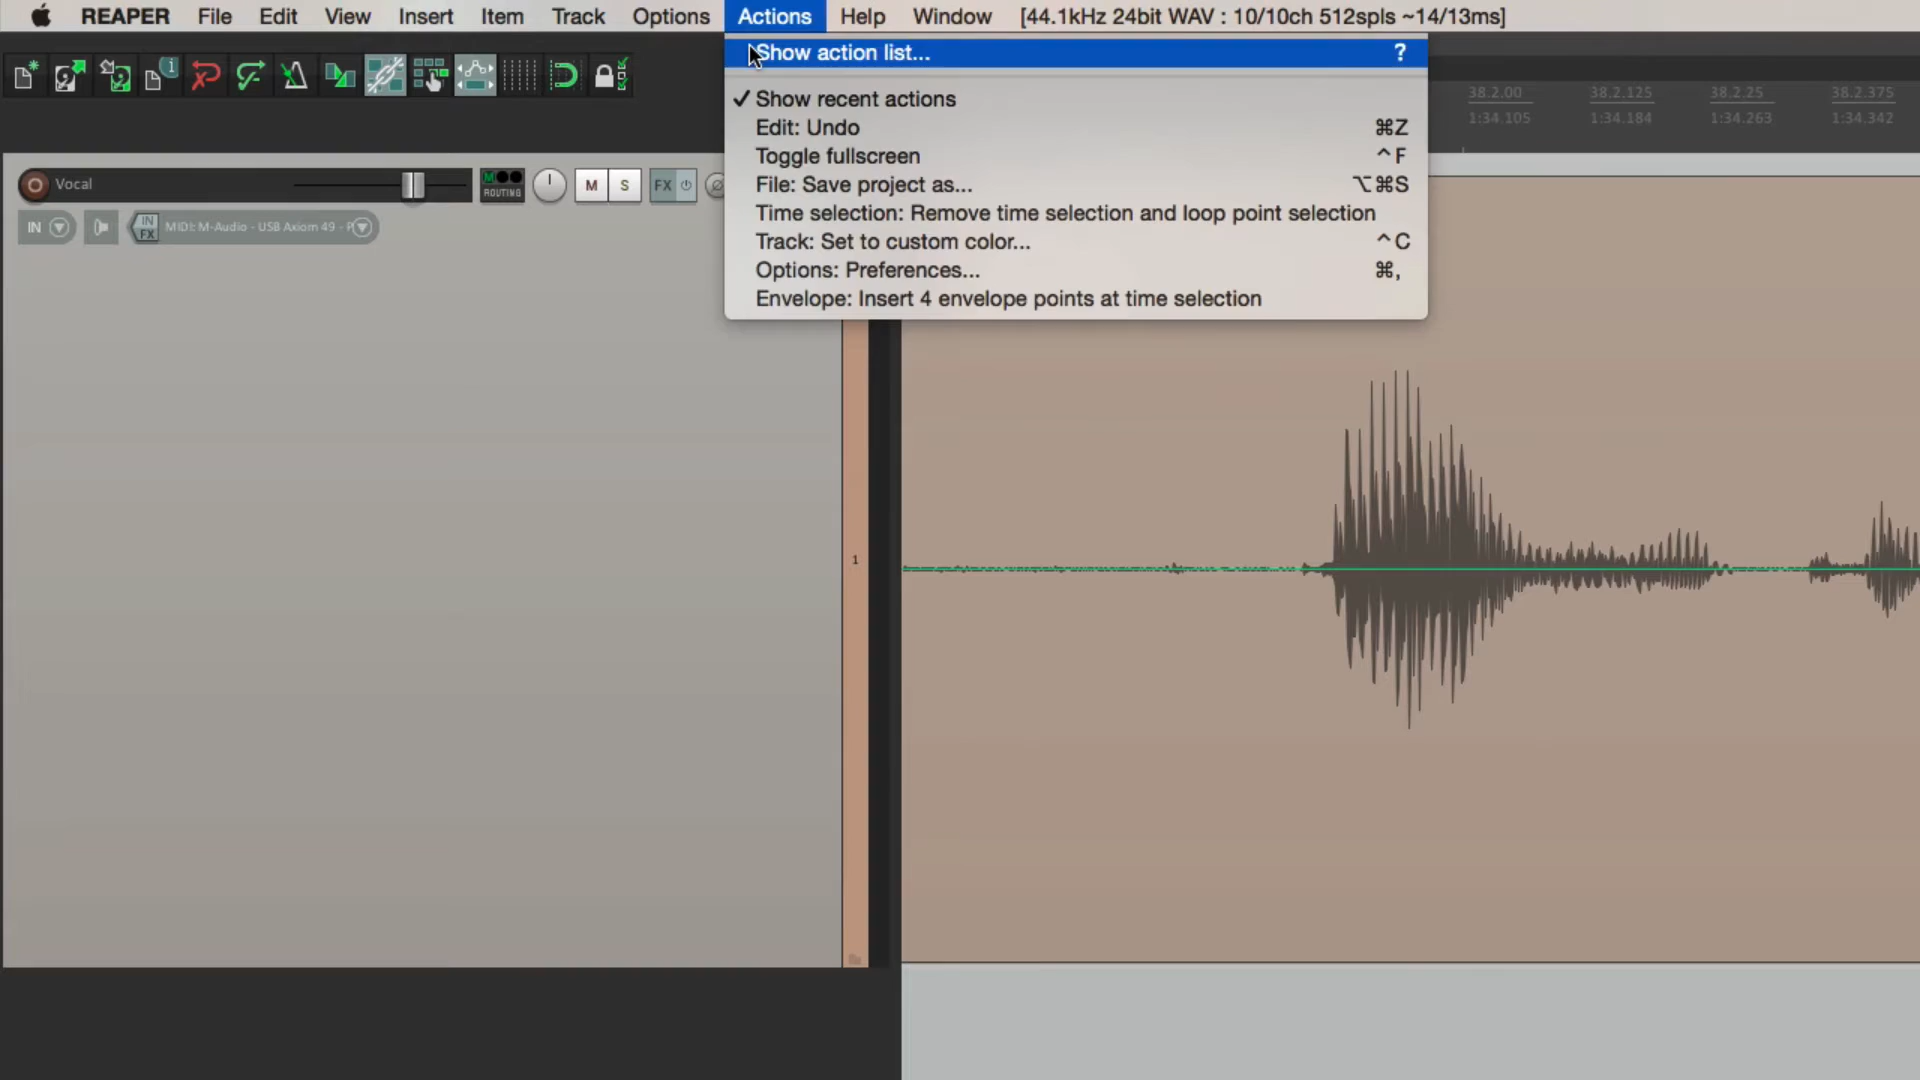 REAPER File Edit View Insert Item Track Options Actions Help Window [44.1kHz 24bit WAV : 10/10ch 512spls ~14/13ms]
Show action list... ?
Show recent actions
Edit: Undo ⌘Z
Toggle fullscreen ^F
File: Save project as... ⌥⌘S
Time selection: Remove time selection and loop point selection
Track: Set to custom color... ^C
Options: Preferences... ⌘,
Envelope: Insert 4 envelope points at time selection
38.2.00 38.2.125 38.2.25 38.2.375
1:34.105 1:34.184 1:34.263 1:34.342
Vocal M ROUTING M S FX
IN IN FX MIDI: M-Audio - USB Axiom 49 - P
1